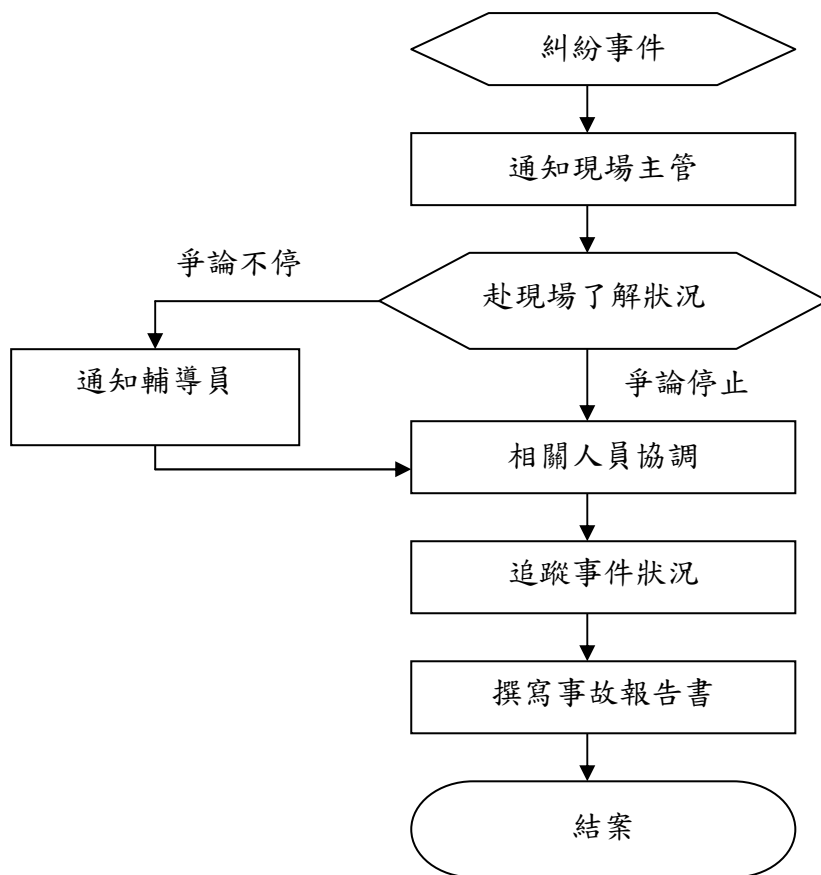 糾紛事件
通知現場主管
爭論不停
赴現場了解狀況
通知輔導員
爭論停止
相關人員協調
追蹤事件狀況
撰寫事故報告書
結案